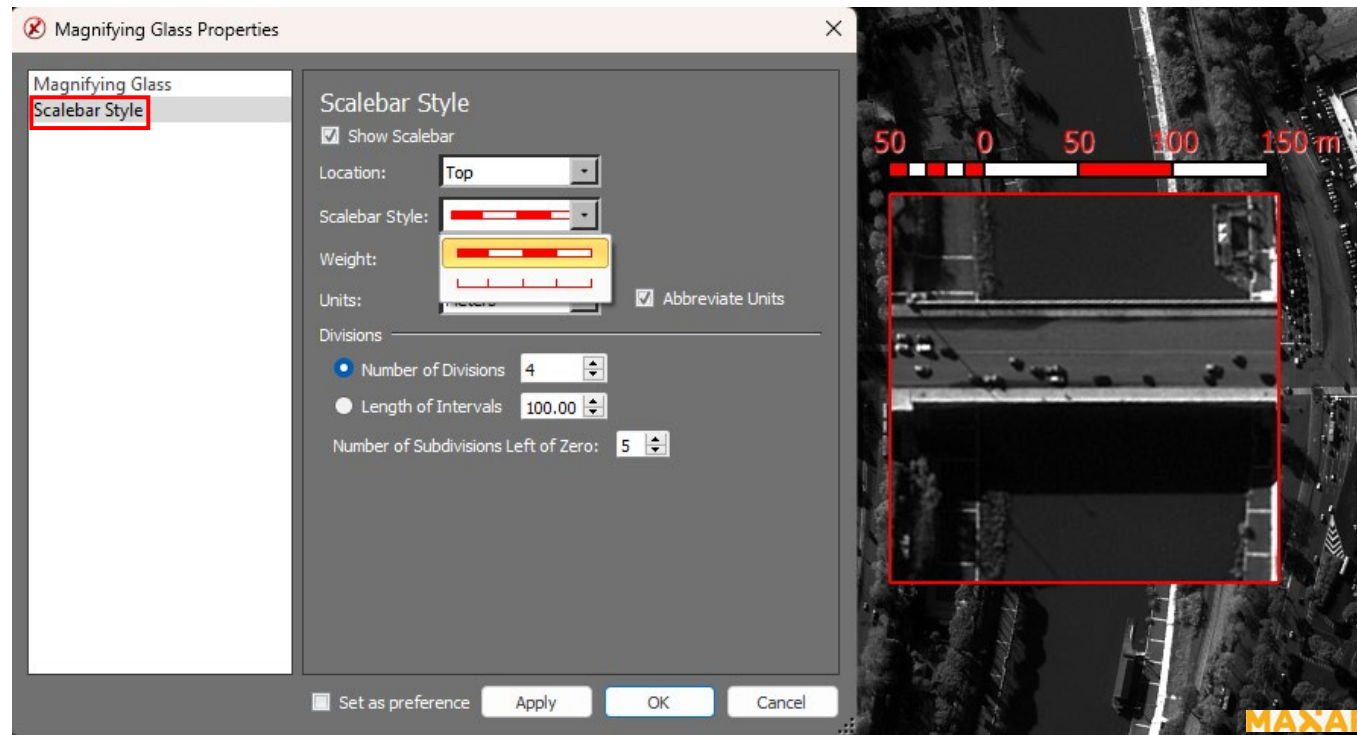 Magnifying Glass Properties
Magnifying Glass
Scalebar Style
Scalebar Style
Show Scalebar
Location: Top
Scalebar Style:
Weight:
Units: Meters Abbreviate Units
Divisions
Number of Divisions 4
Length of Intervals 100.00
Number of Subdivisions Left of Zero: 5
Set as preference Apply OK Cancel
50 0 50 100 150 m
MAXAR